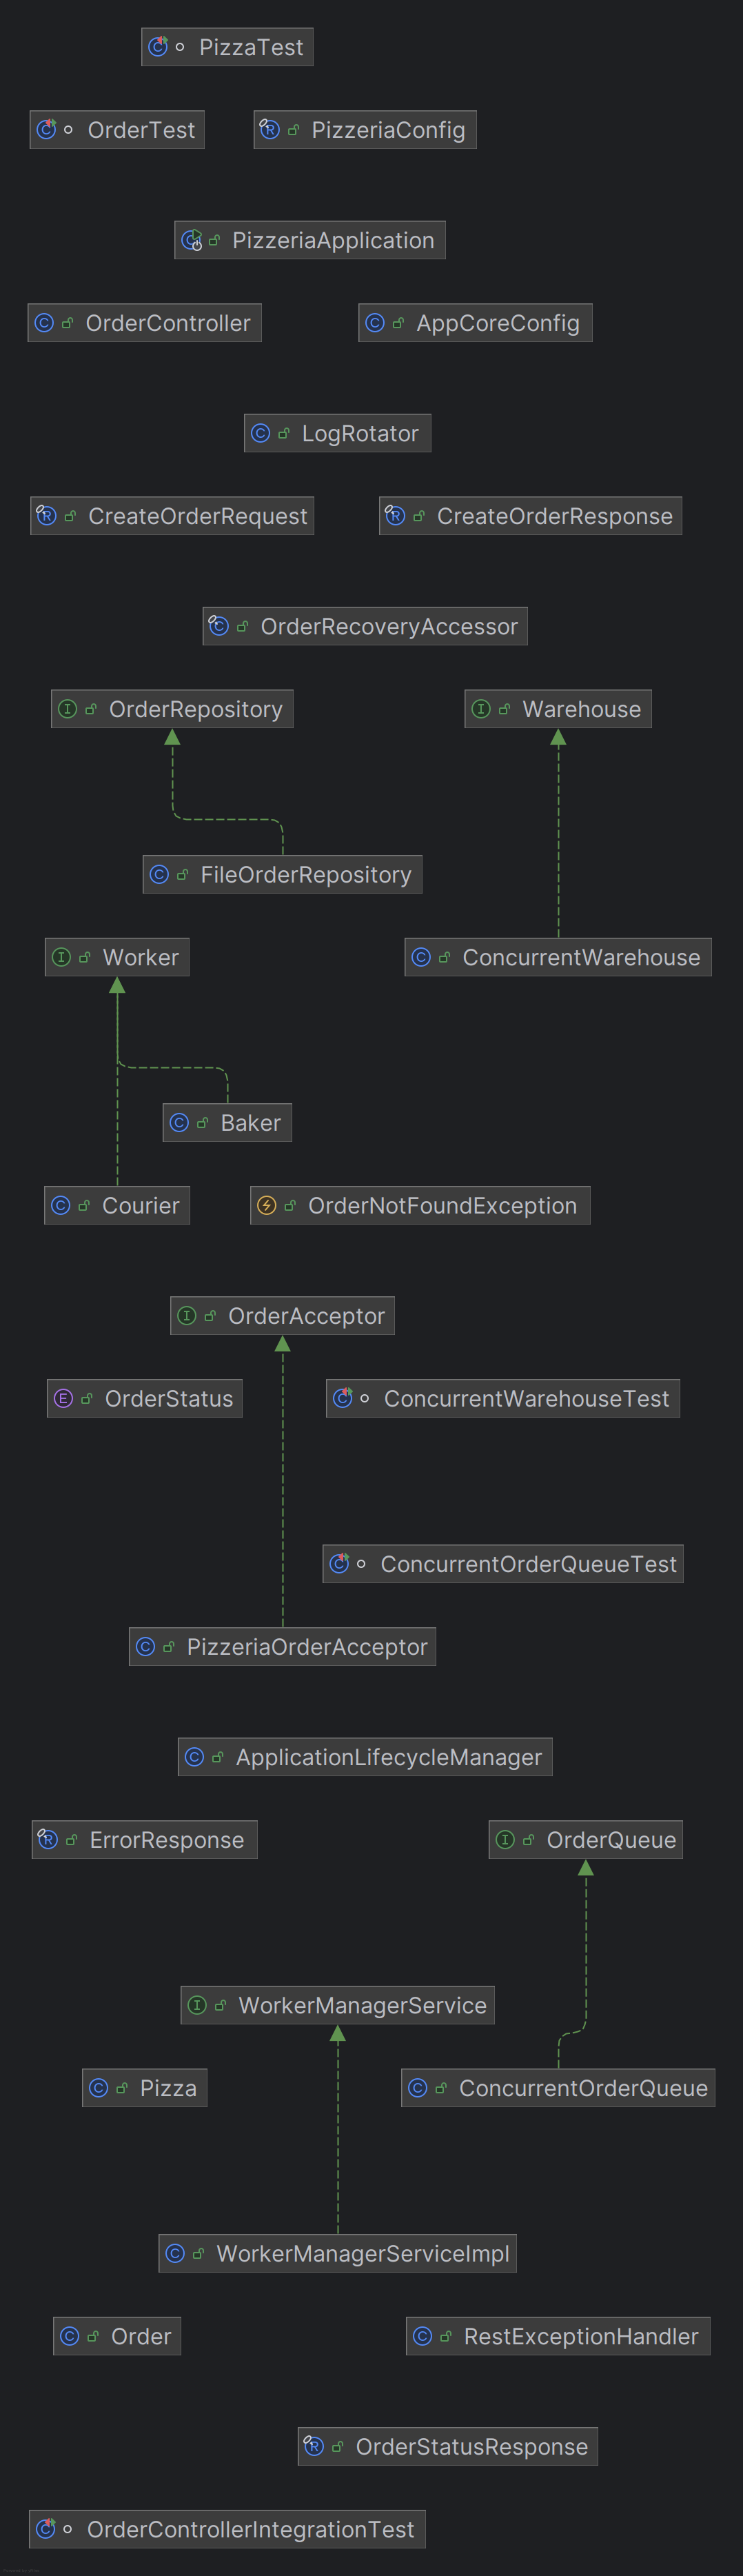 PizzaTest
OrderTest
PizzeriaConfig
PizzeriaApplication
OrderController
AppCoreConfig
LogRotator
CreateOrderRequest
CreateOrderResponse
OrderRecoveryAccessor
OrderRepository
Warehouse
FileOrderRepository
Worker
ConcurrentWarehouse
Baker
Courier
OrderNotFoundException
OrderAcceptor
OrderStatus
ConcurrentWarehouseTest
ConcurrentOrderQueueTest
PizzeriaOrderAcceptor
ApplicationLifecycleManager
ErrorResponse
OrderQueue
WorkerManagerService
Pizza
ConcurrentOrderQueue
WorkerManagerServiceImpl
Order
RestExceptionHandler
OrderStatusResponse
OrderControllerIntegrationTest